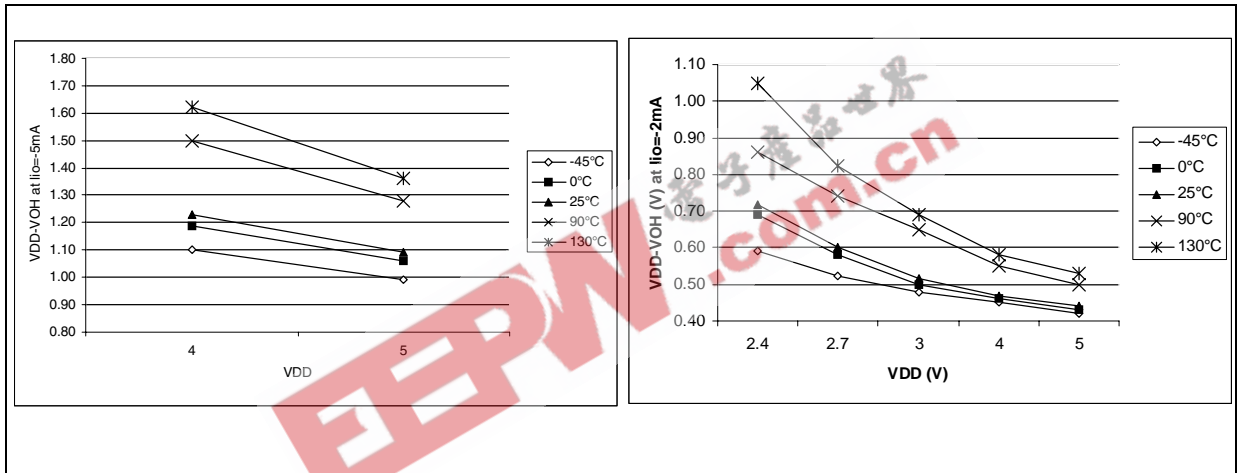 1.80
1.70
1.60
1.50
1.40
1.30
1.20
1.10
1.00
0.90
0.80
VDD-VOH at Iio=-5mA
4
5
VDD
-45°C
0°C
25°C
90°C
130°C
1.10
1.00
0.90
0.80
0.70
0.60
0.50
0.40
VDD-VOH (V) at Iio=-2mA
2.4
2.7
3
4
5
VDD (V)
-45°C
0°C
25°C
90°C
130°C
EEPW
.com.cn
電子產品世界